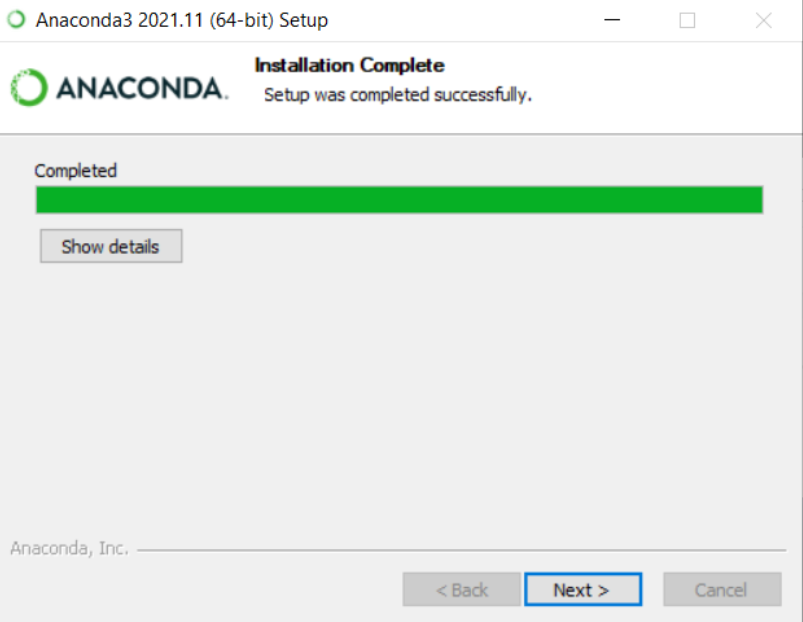 Anaconda3 2021.11 (64-bit) Setup
ANACONDA.
Installation Complete
Setup was completed successfully.
Completed
Show details
Anaconda, Inc.
< Back
Next >
Cancel